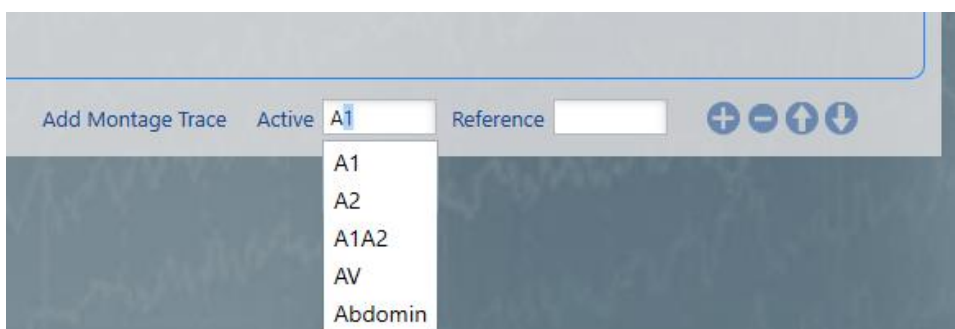 Add Montage Trace Active A1 Reference
A1
A2
A1A2
AV
Abdomin